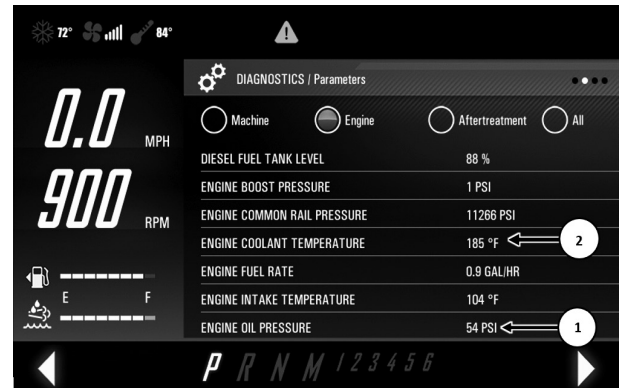 72° 84°
DIAGNOSTICS / Parameters
0.0 MPH
Machine Engine Aftertreatment All
DIESEL FUEL TANK LEVEL 88 %
ENGINE BOOST PRESSURE 1 PSI
900 RPM
ENGINE COMMON RAIL PRESSURE 11266 PSI
ENGINE COOLANT TEMPERATURE 185 °F 2
ENGINE FUEL RATE 0.9 GAL/HR
E F
ENGINE INTAKE TEMPERATURE 104 °F
ENGINE OIL PRESSURE 54 PSI 1
P R N M 1 2 3 4 5 6